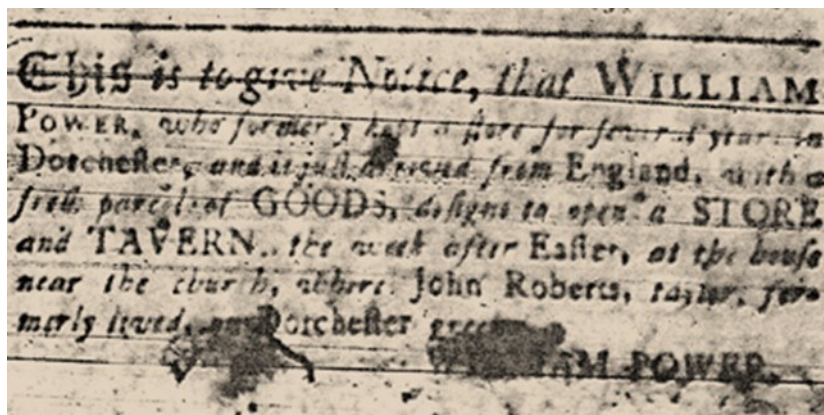 This is to give Notice, that WILLIAM
POWER, who formerly kept a ſtore for ſeveral years in
Dorcheſter, and is juſt arrived from England, with a
freſh parcel of GOODS, deſigns to open a STORE
and TAVERN, the week after Eaſter, at the houſe
near the church, where John Roberts, taylor, for-
merly lived, on Dorcheſter green.
WILLIAM POWER.